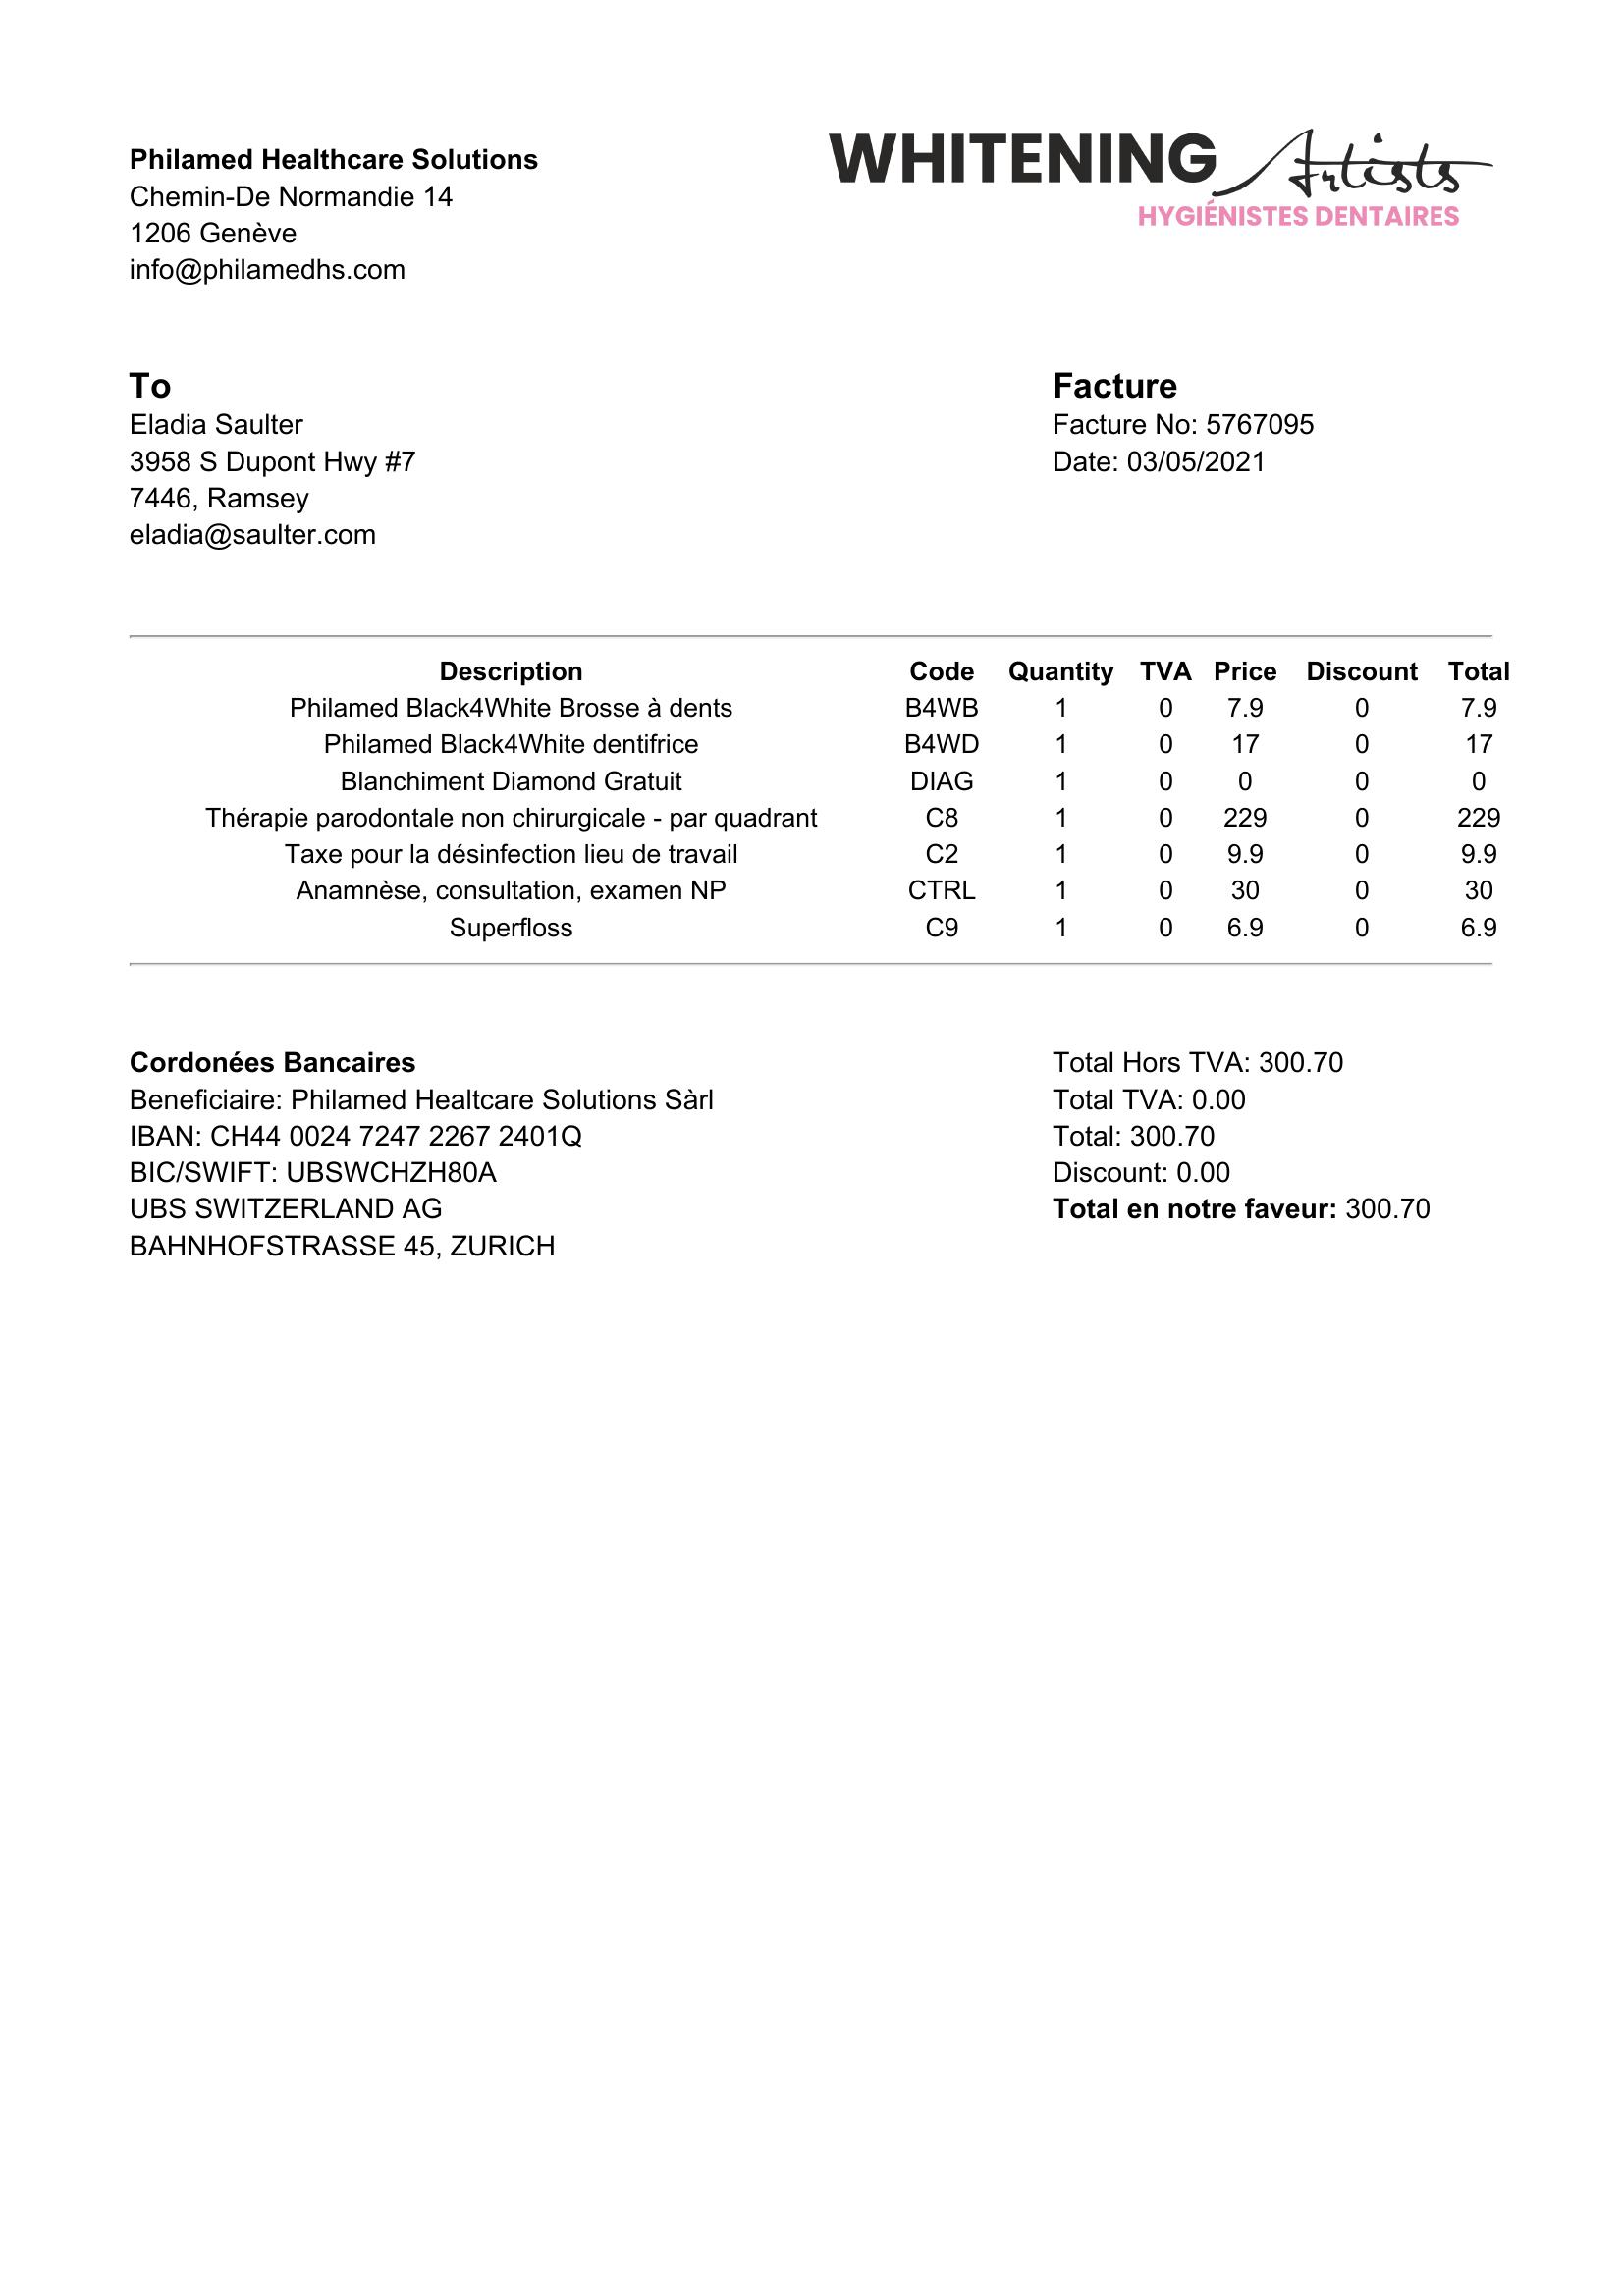 Philamed Healthcare Solutions
Chemin-De Normandie 14
1206 Genève
info@philamedhs.com
WHITENING Artists
HYGIÉNISTES DENTAIRES
To
Eladia Saulter
3958 S Dupont Hwy #7
7446, Ramsey
eladia@saulter.com
Facture
Facture No: 5767095
Date: 03/05/2021
Description Code Quantity TVA Price Discount Total
Philamed Black4White Brosse à dents B4WB 1 0 7.9 0 7.9
Philamed Black4White dentifrice B4WD 1 0 17 0 17
Blanchiment Diamond Gratuit DIAG 1 0 0 0 0
Thérapie parodontale non chirurgicale - par quadrant C8 1 0 229 0 229
Taxe pour la désinfection lieu de travail C2 1 0 9.9 0 9.9
Anamnèse, consultation, examen NP CTRL 1 0 30 0 30
Superfloss C9 1 0 6.9 0 6.9
Cordonées Bancaires
Beneficiaire: Philamed Healtcare Solutions Sàrl
IBAN: CH44 0024 7247 2267 2401Q
BIC/SWIFT: UBSWCHZH80A
UBS SWITZERLAND AG
BAHNHOFSTRASSE 45, ZURICH
Total Hors TVA: 300.70
Total TVA: 0.00
Total: 300.70
Discount: 0.00
Total en notre faveur: 300.70